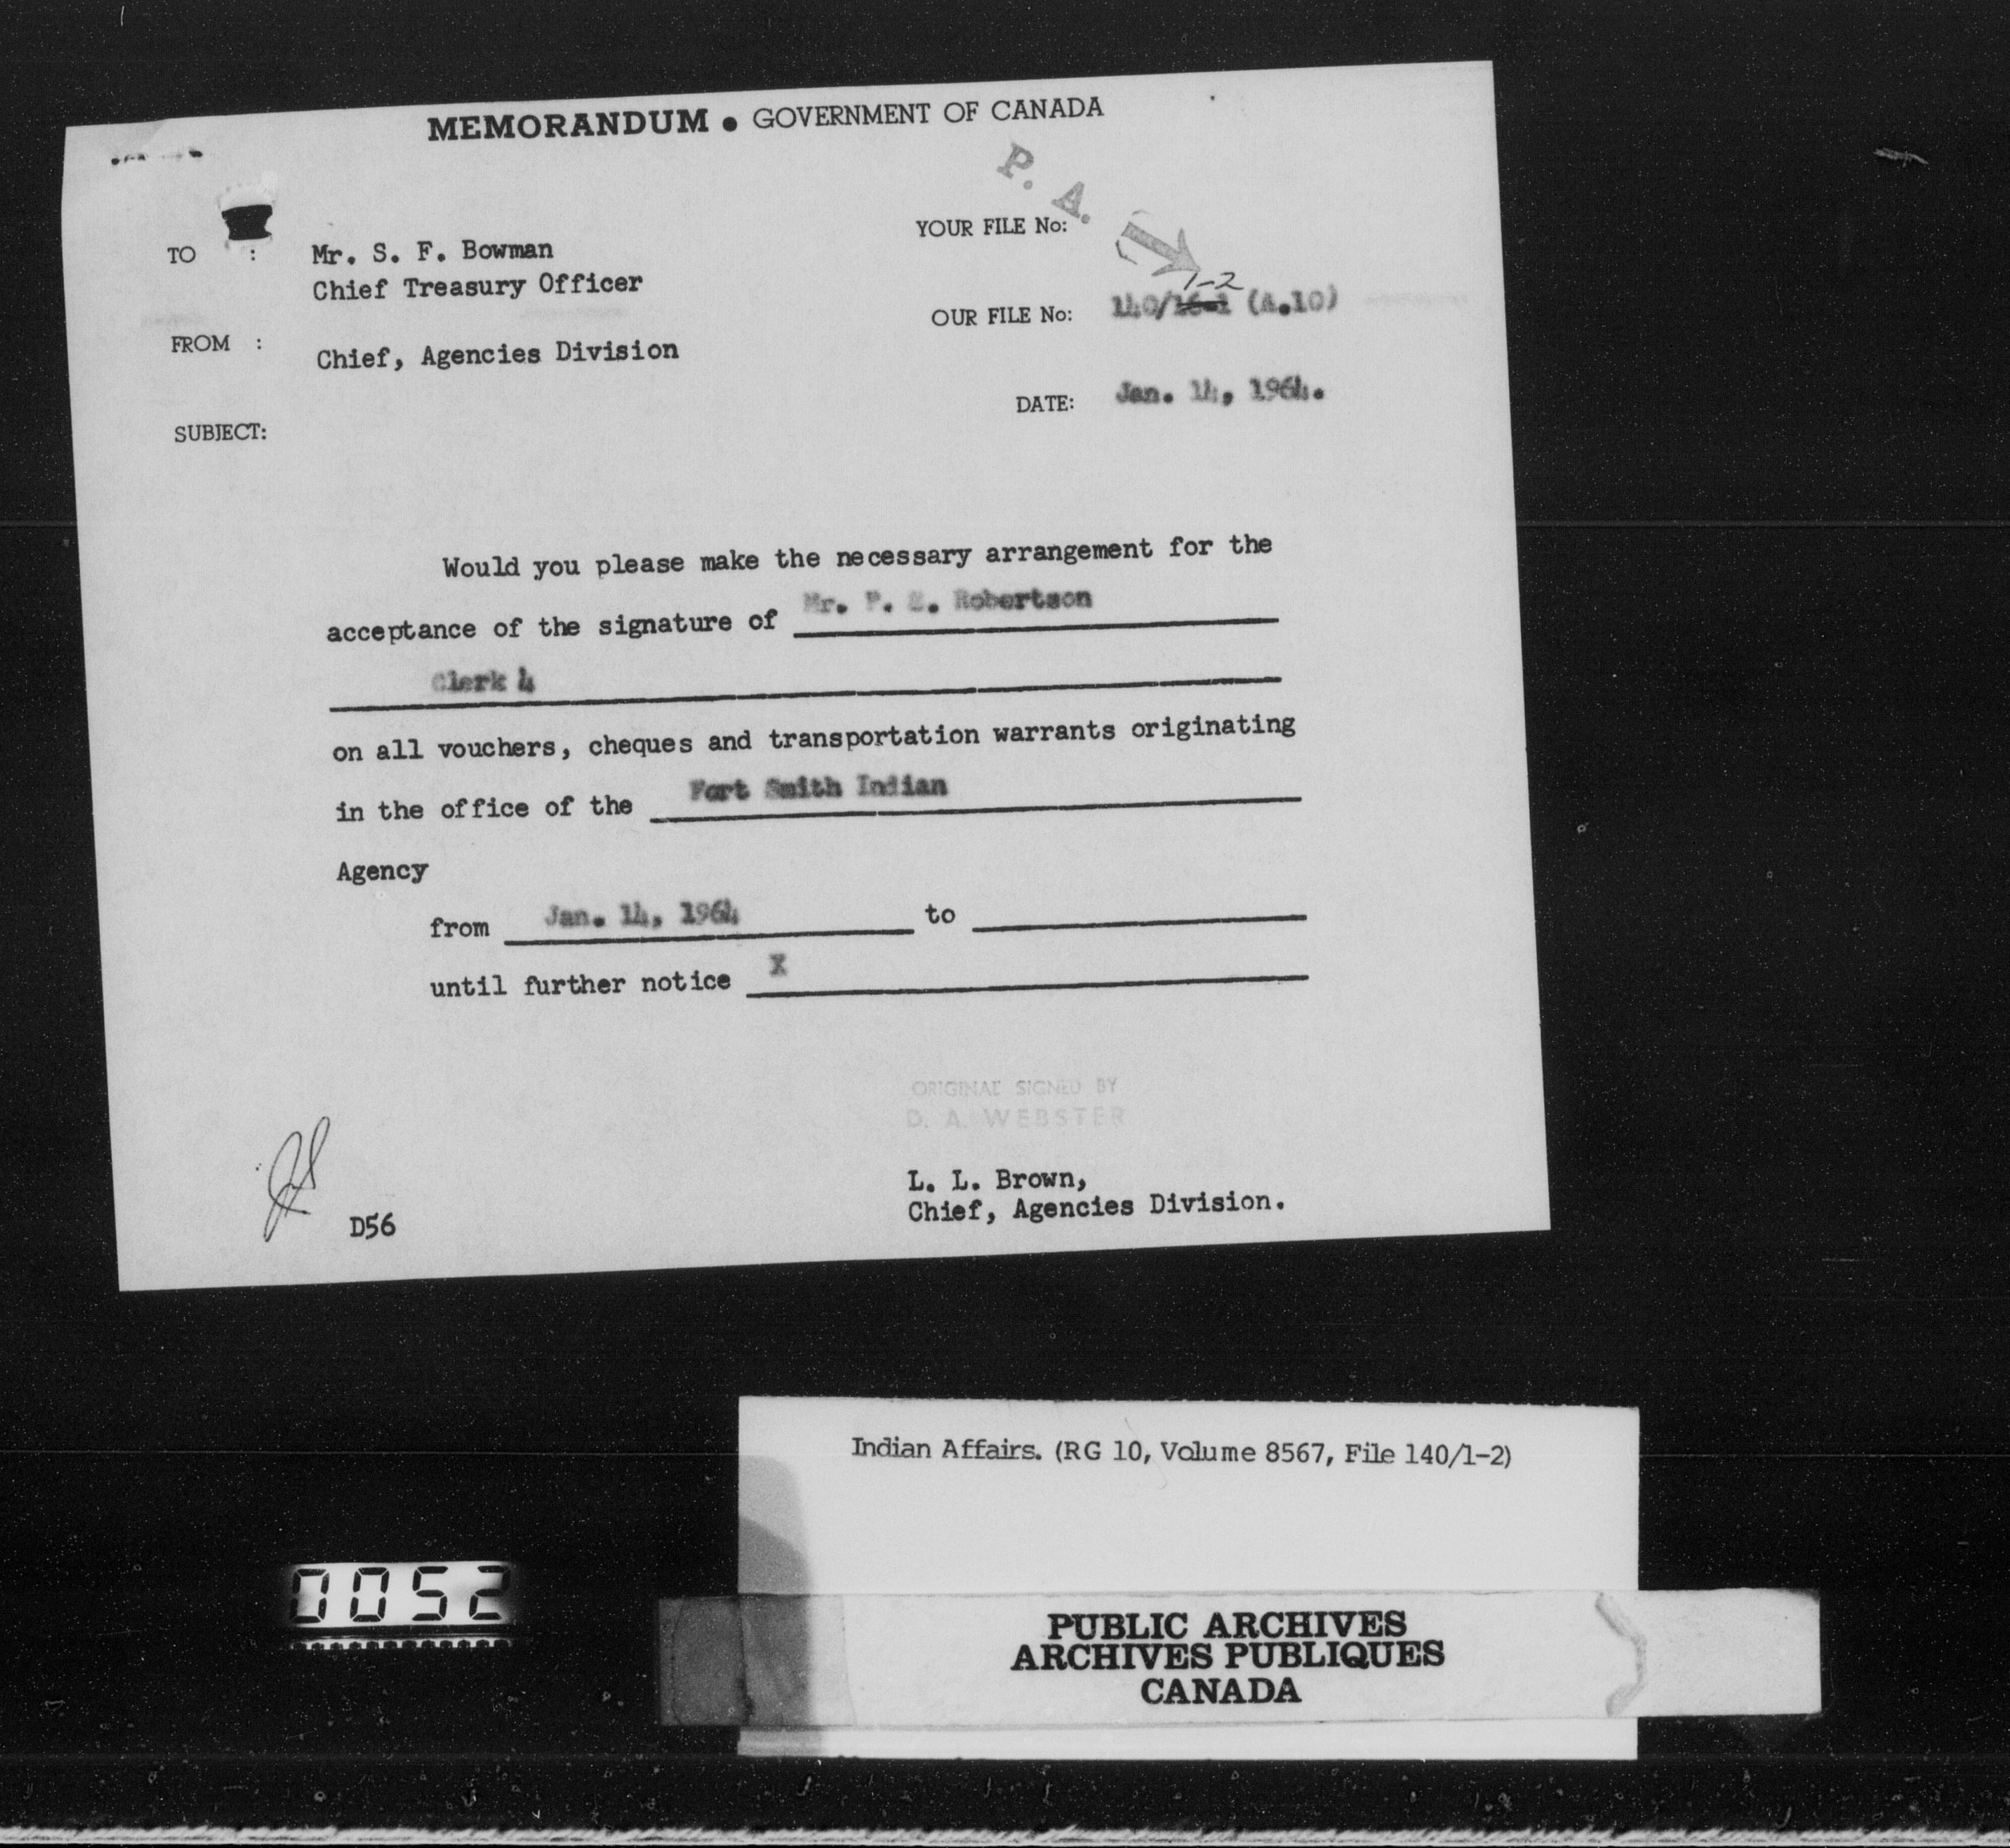 MEMORANDUM • GOVERNMENT OF CANADA
P. A.
YOUR FILE No:
TO : Mr. S. F. Bowman
Chief Treasury Officer
1-2
OUR FILE No: 140/16-1 (A.10)
FROM : Chief, Agencies Division
DATE: Jan. 14, 1964.
SUBJECT:
Would you please make the necessary arrangement for the
acceptance of the signature of Mr. P. Robertson
Clerk 4
on all vouchers, cheques and transportation warrants originating
in the office of the Fort Smith Indian
Agency
from Jan. 14, 1964 to
until further notice X
ORIGINAL SIGNED BY
D. A. WEBSTER
L. L. Brown,
Chief, Agencies Division.
D56
Indian Affairs. (RG 10, Volume 8567, File 140/1-2)
0052
PUBLIC ARCHIVES
ARCHIVES PUBLIQUES
CANADA